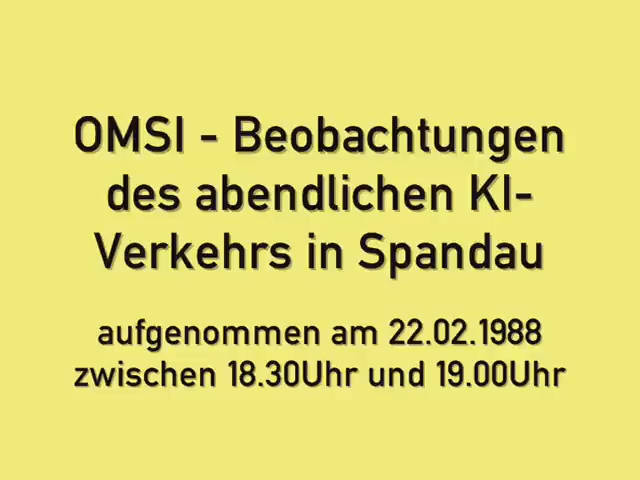 OMSI - Beobachtungen
des abendlichen KI-
Verkehrs in Spandau
aufgenommen am 22.02.1988
zwischen 18.30Uhr und 19.00Uhr